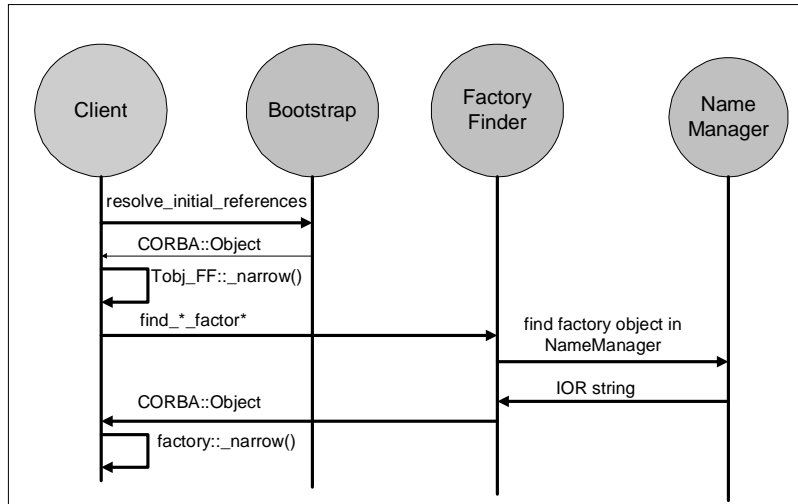 Client
Bootstrap
Factory
Finder
Name
Manager
resolve_initial_references
CORBA::Object
Tobj_FF::_narrow()
find_*_factor*
find factory object in
NameManager
IOR string
CORBA::Object
factory::_narrow()